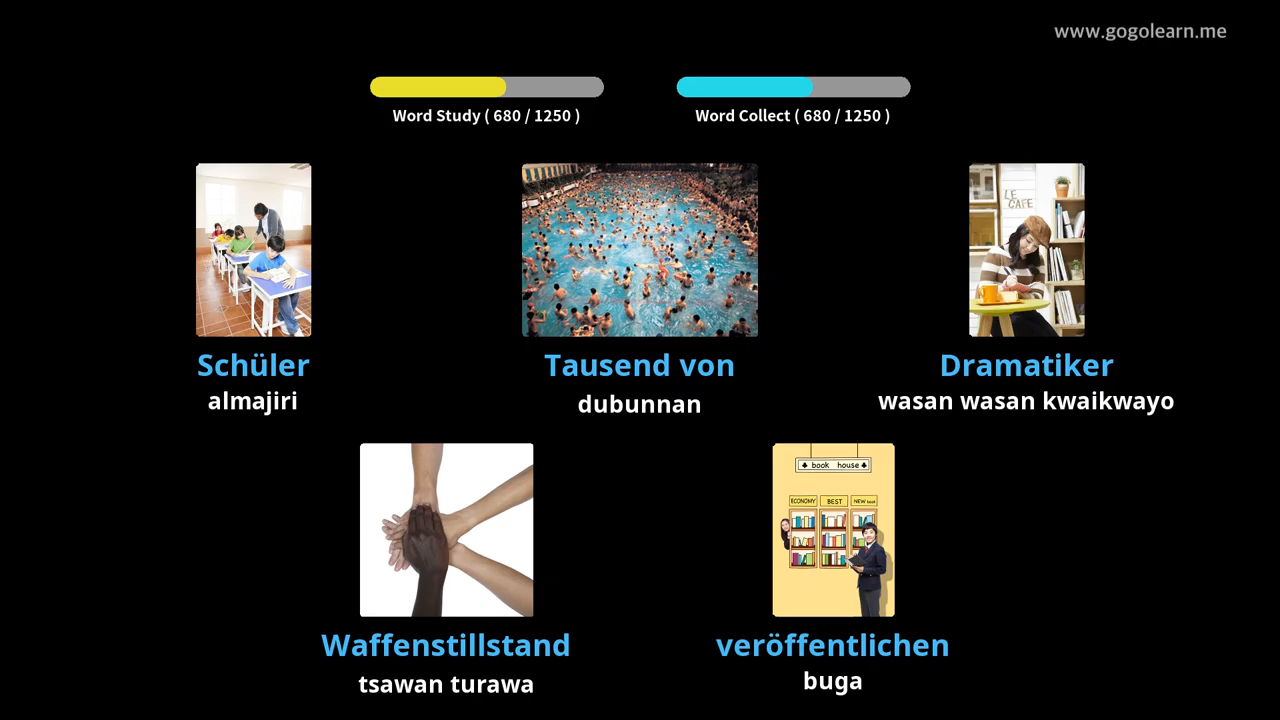 www.gogolearn.me
Word Study ( 680 / 1250 )
Word Collect ( 680 / 1250 )
LE
CAFE
Schüler
Tausend von
Dramatiker
almajiri
dubunnan
wasan wasan kwaikwayo
♣ book house ♣
ECONOMY
BEST
NEW book
Waffenstillstand
veröffentlichen
tsawan turawa
buga